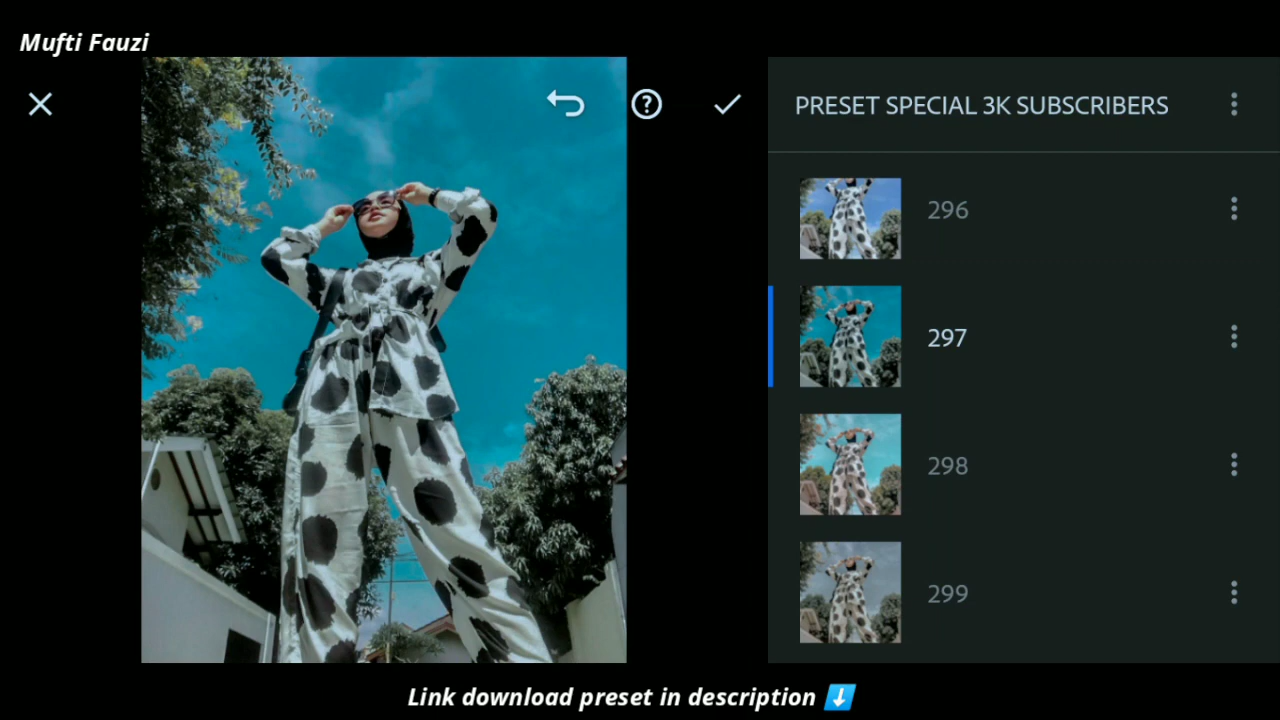 Mufti Fauzi
PRESET SPECIAL 3K SUBSCRIBERS
296
297
298
299
Link download preset in description ⬇️